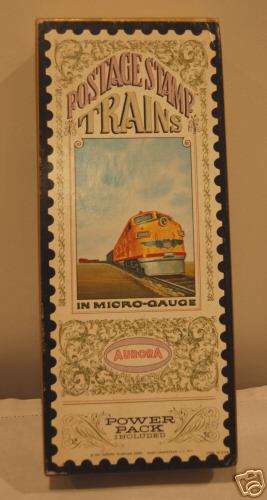 POSTAGE STAMP
TRAINS
IN MICRO-GAUGE
AURORA
POWER
PACK
INCLUDED